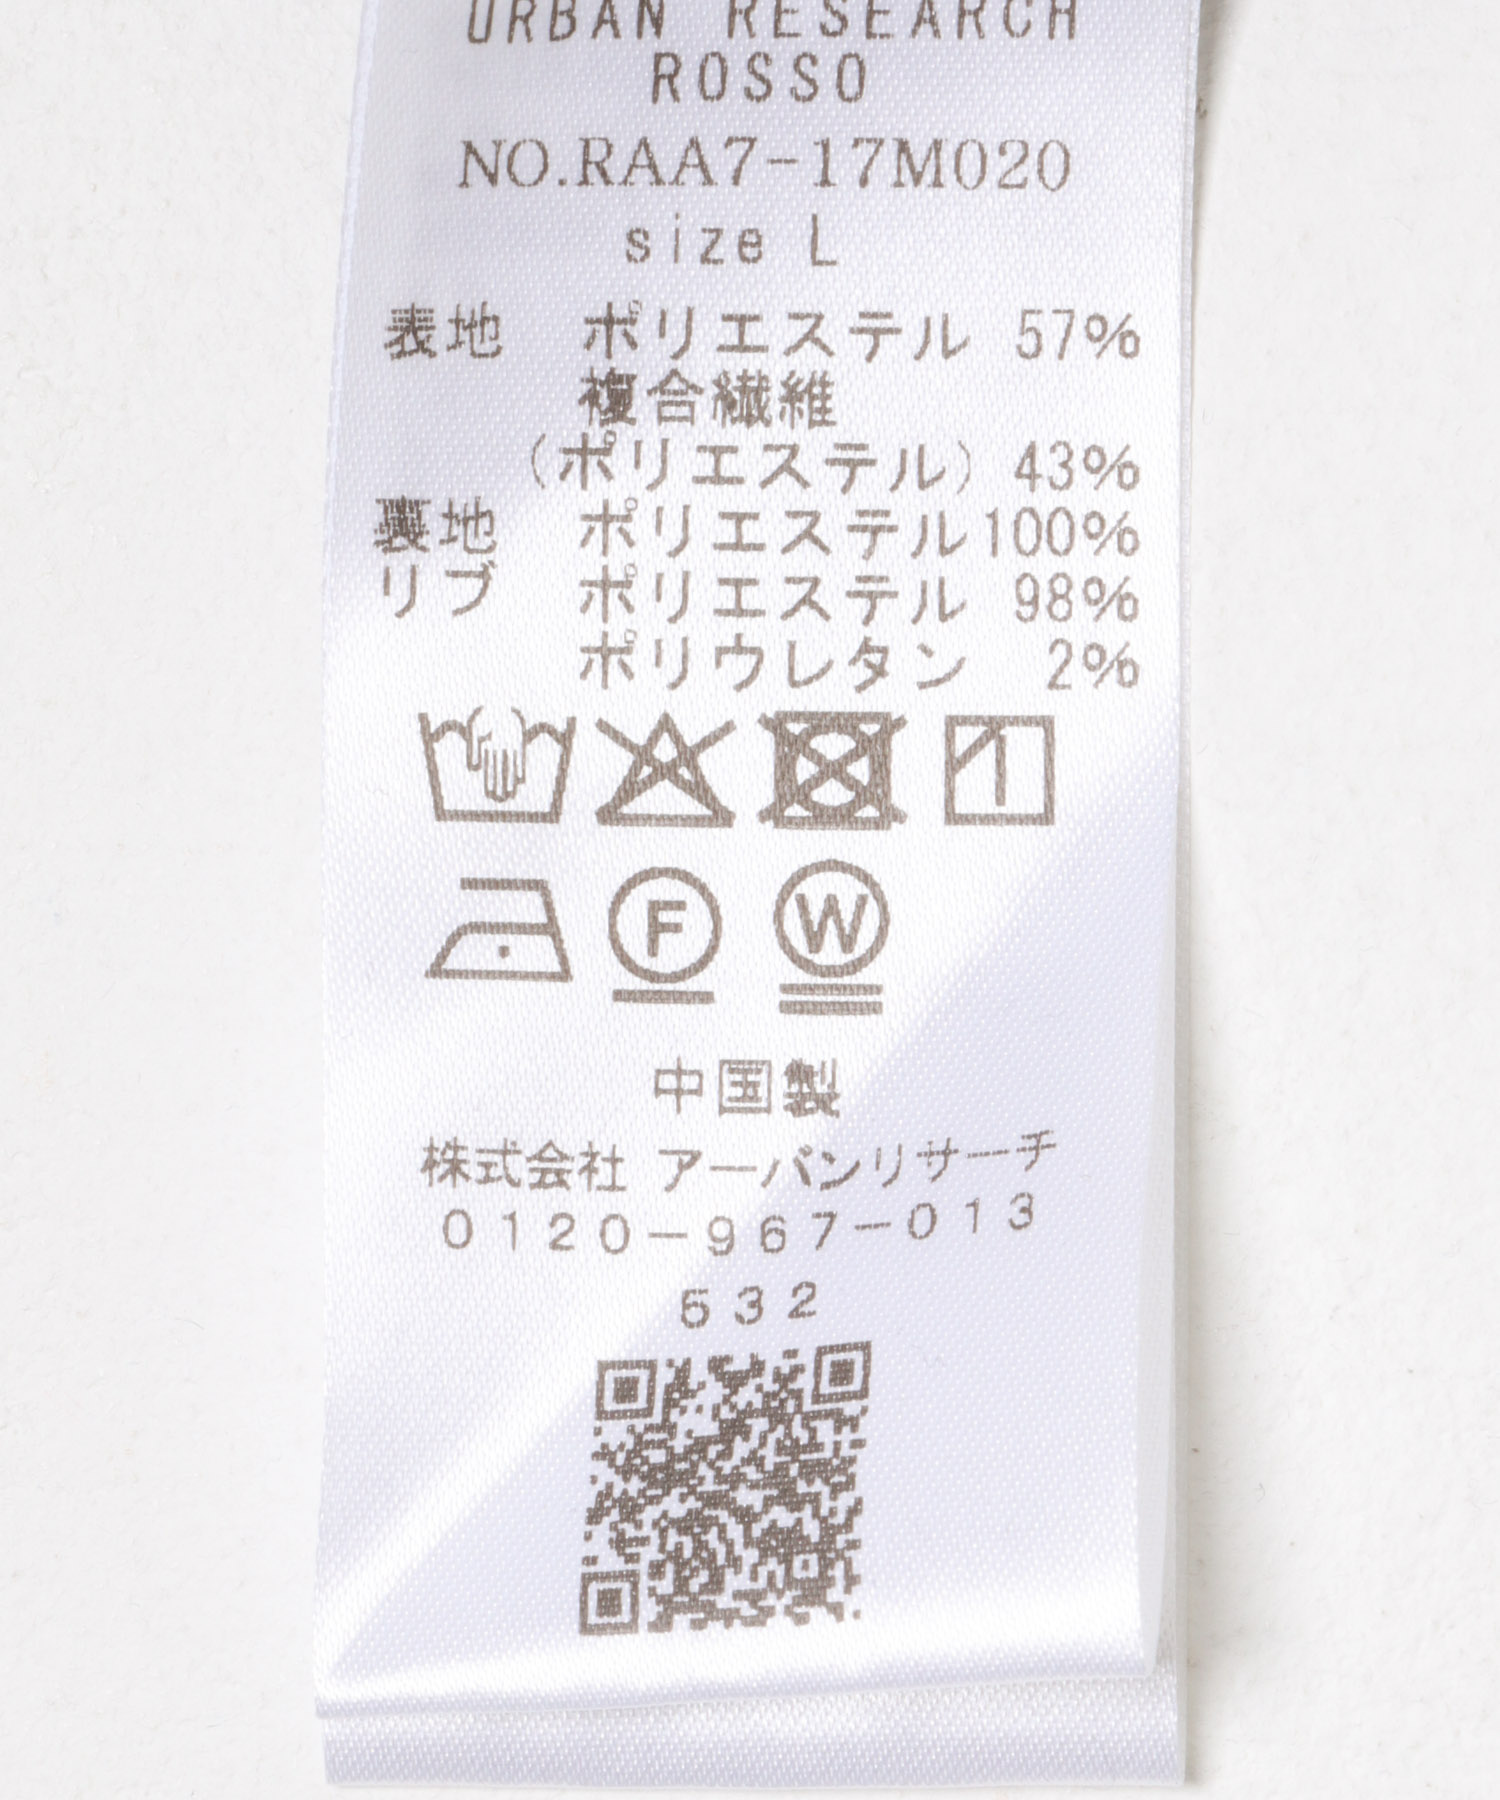 URBAN RESEARCH
ROSSO
NO.RAA7-17M020
size L
表地 ポリエステル 57%
複合繊維
(ポリエステル) 43%
裏地 ポリエステル100%
リブ ポリエステル 98%
ポリウレタン 2%
F W
中国製
株式会社 アーバンリサーチ
0120-967-013
532